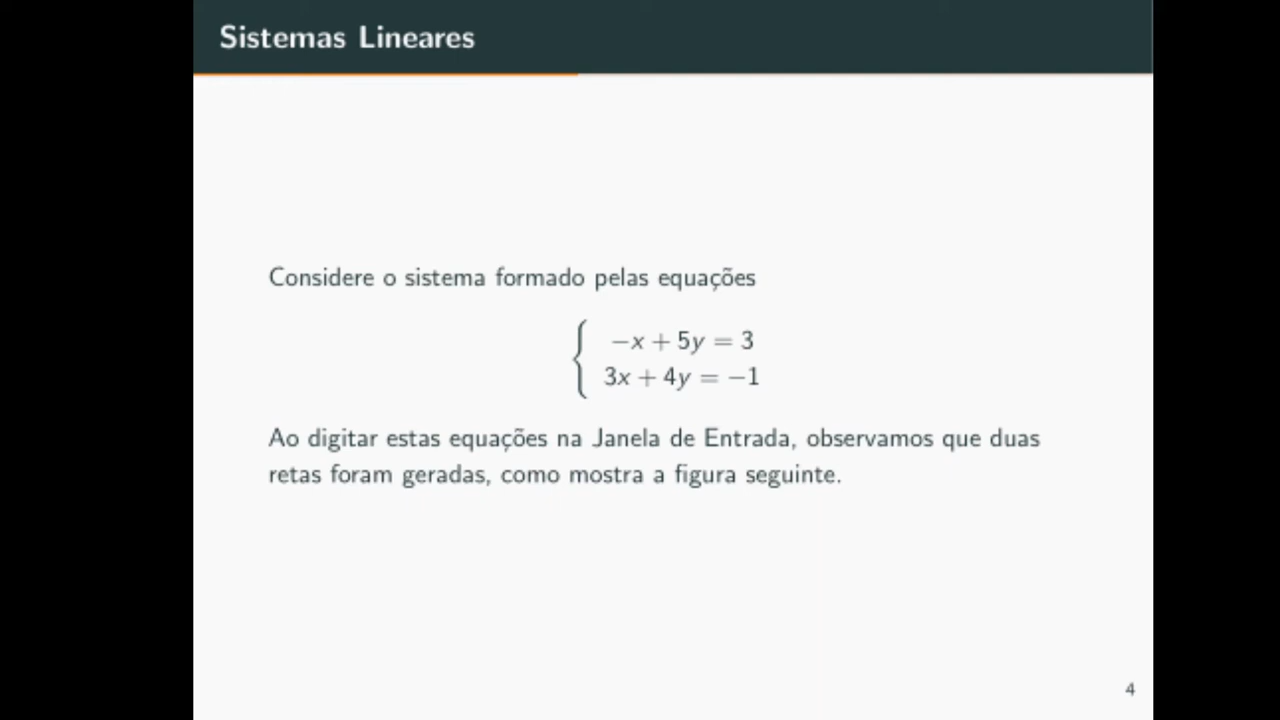 Sistemas Lineares
Considere o sistema formado pelas equações
−x + 5y = 3
3x + 4y = −1
Ao digitar estas equações na Janela de Entrada, observamos que duas
retas foram geradas, como mostra a figura seguinte.
4